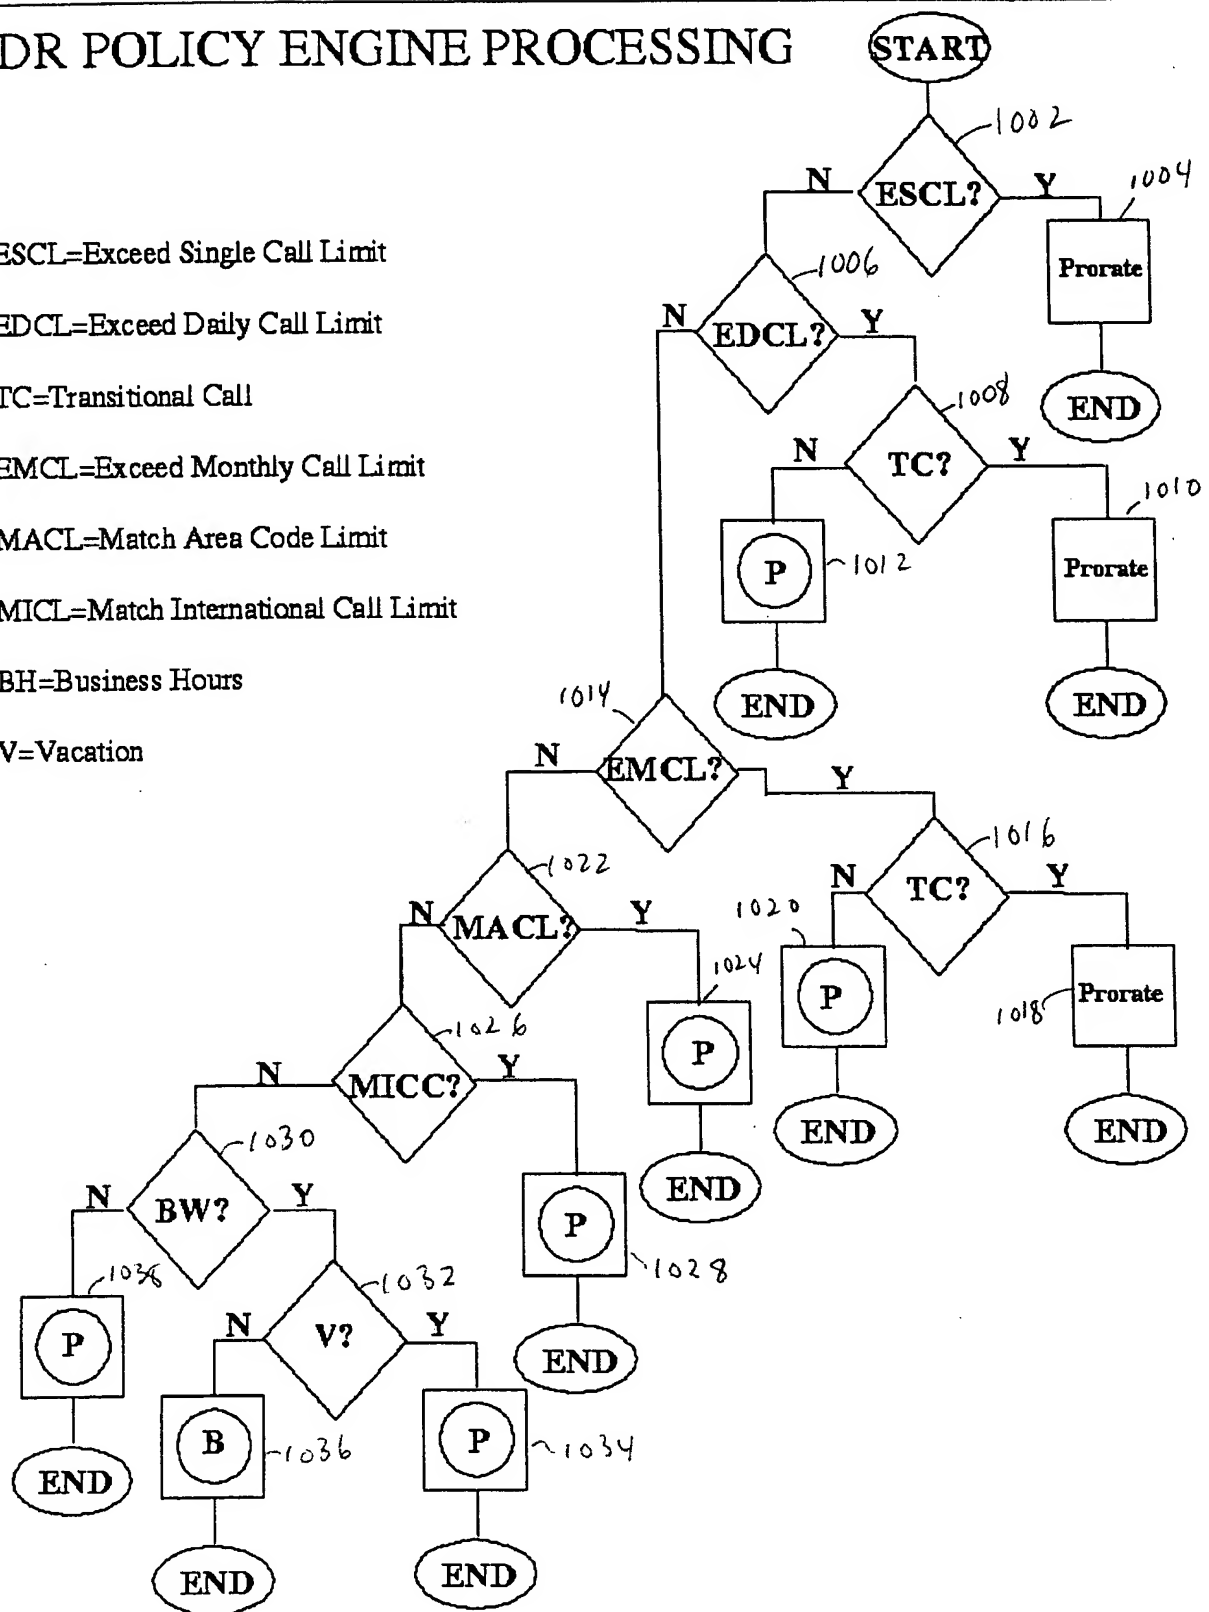 DR POLICY ENGINE PROCESSING
START
1002
N
ESCL?
Y
1004
ESCL=Exceed Single Call Limit
Prorate
1006
EDCL=Exceed Daily Call Limit
N
EDCL?
Y
TC=Transitional Call
1008
END
EMCL=Exceed Monthly Call Limit
N
TC?
Y
1010
MACL=Match Area Code Limit
P
1012
Prorate
MICL=Match International Call Limit
BH=Business Hours
1014
END
END
V=Vacation
N
EMCL?
Y
1016
1022
N
TC?
Y
N
MACL?
Y
1020
1024
P
1018
Prorate
1026
P
N
MICC?
Y
END
END
1030
END
N
BW?
Y
P
1028
1038
1032
P
N
V?
Y
END
B
1036
P
1034
END
END
END